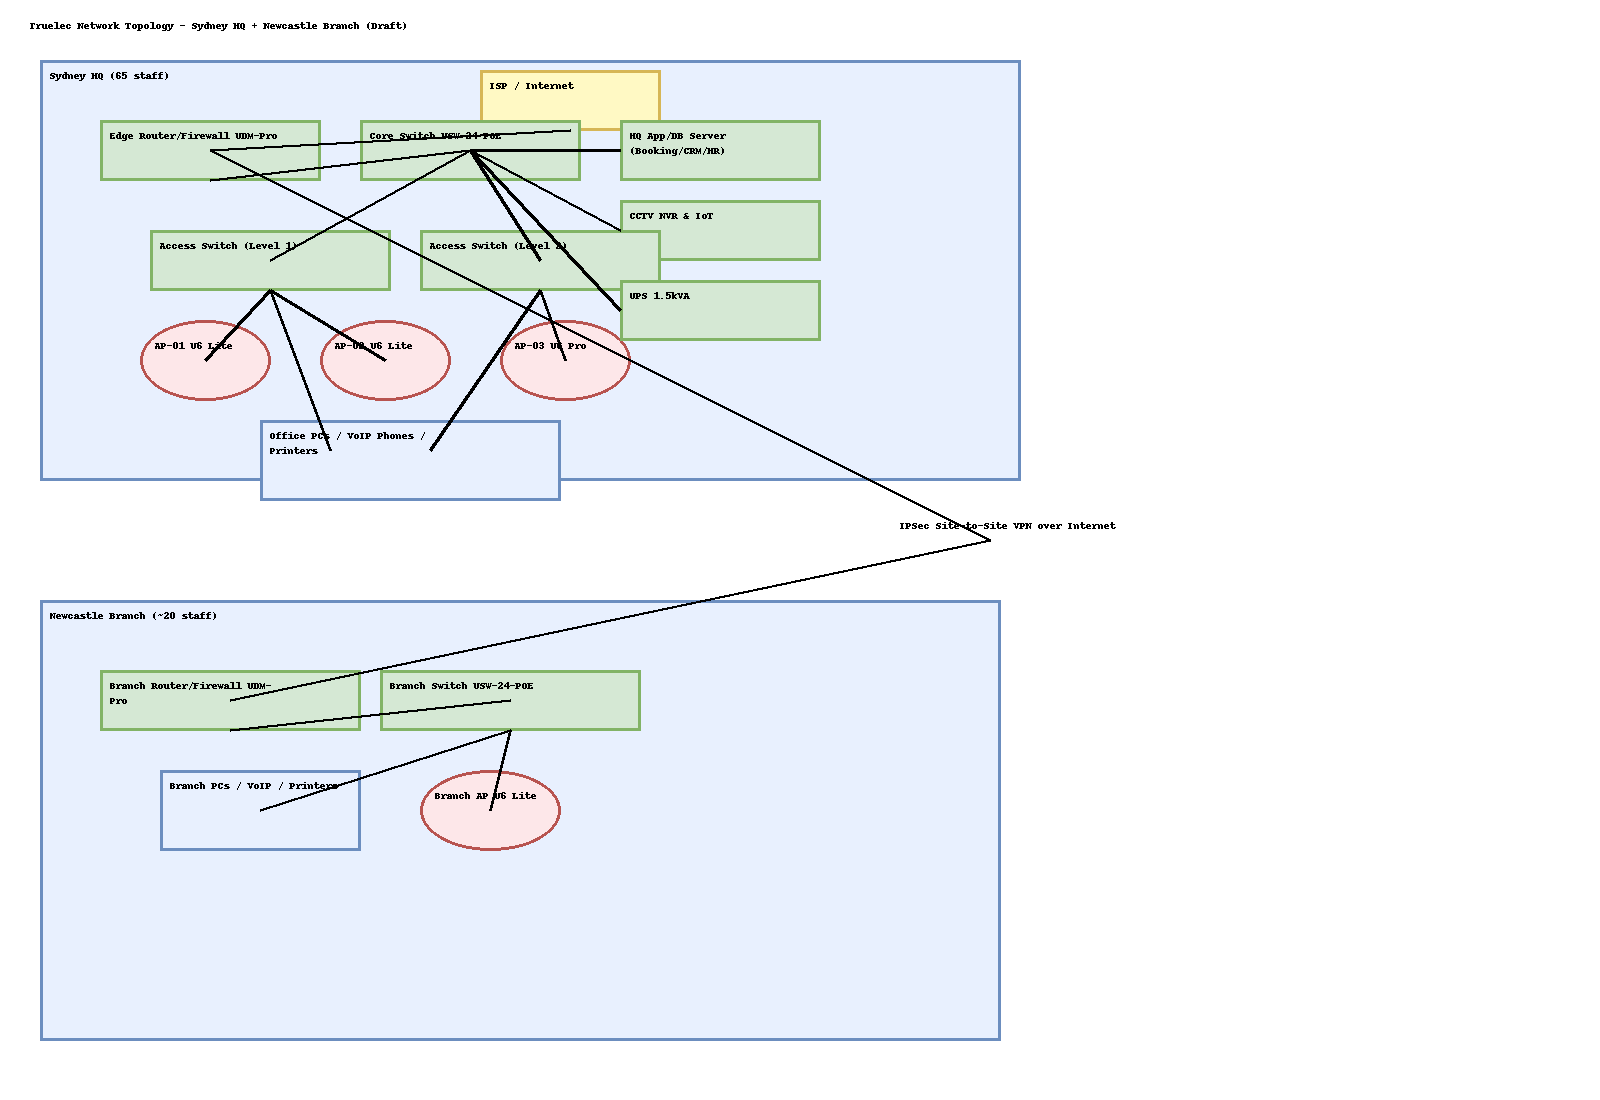 Truelec Network Topology - Sydney HQ + Newcastle Branch (Draft)
Sydney HQ (65 staff)
ISP / Internet
Edge Router/Firewall UDM-Pro
Core Switch USW-24-POE
HQ App/DB Server
(Booking/CRM/HR)
CCTV NVR & IoT
Access Switch (Level 1)
Access Switch (Level 2)
UPS 1.5kVA
AP-01 U6 Lite
AP-02 U6 Lite
AP-03 U6 Pro
Office PCs / VoIP Phones /
Printers
IPSec Site-to-Site VPN over Internet
Newcastle Branch (~20 staff)
Branch Router/Firewall UDM-
Pro
Branch Switch USW-24-POE
Branch PCs / VoIP / Printers
Branch AP U6 Lite